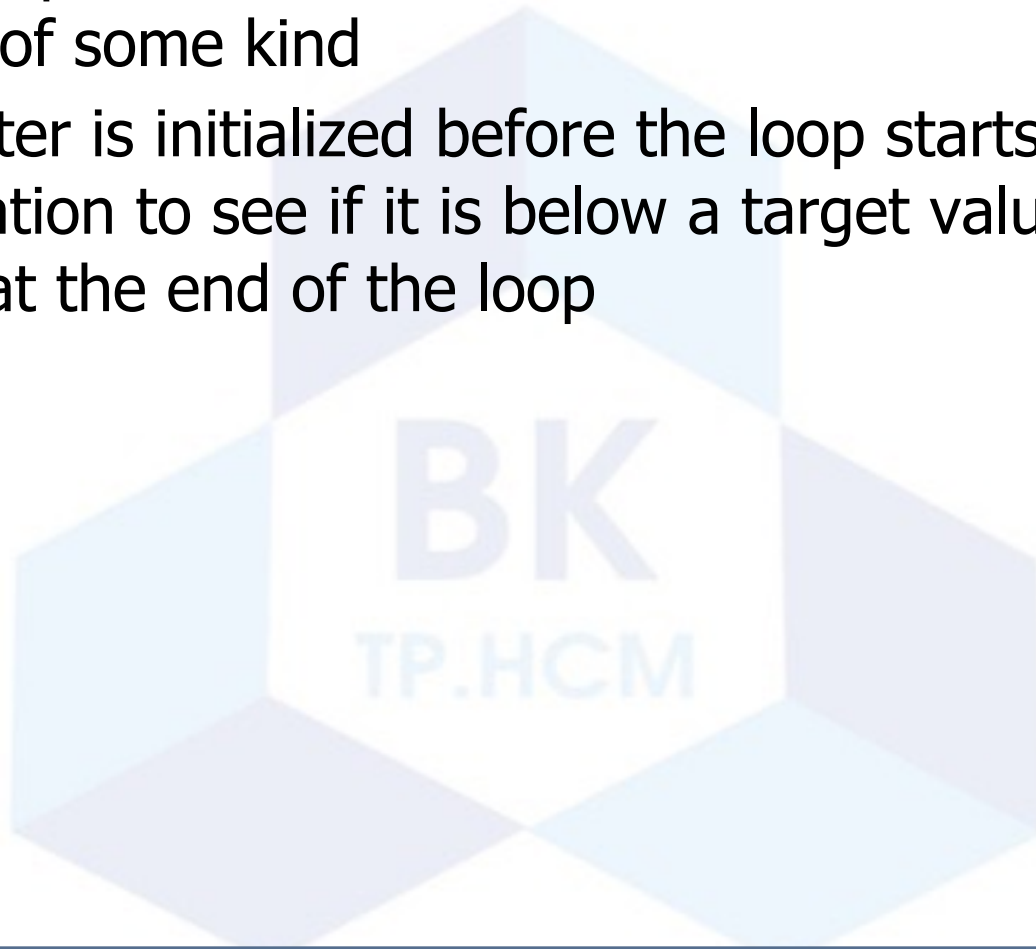 of some kind
ter is initialized before the loop starts
ation to see if it is below a target valu
at the end of the loop
BK
TP.HCM